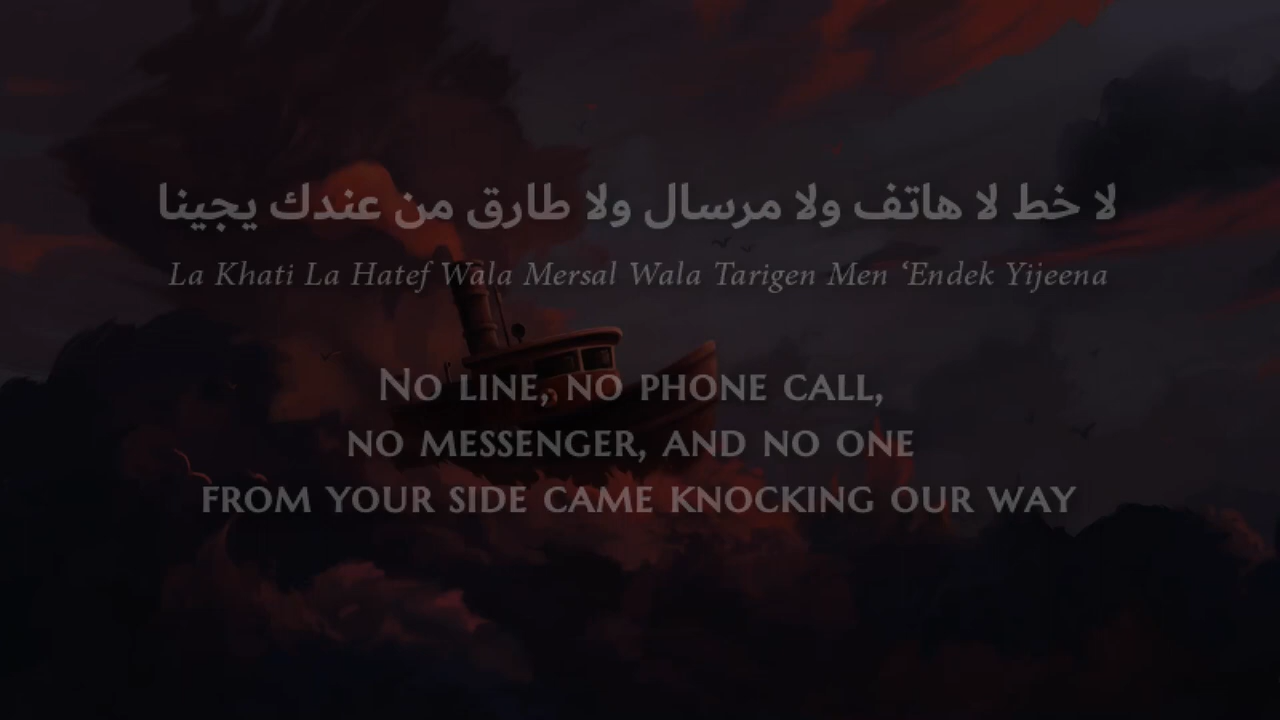 لا خط لا هاتف ولا مرسال ولا طارق من عندك يجينا
La Khati La Hatef Wala Mersal Wala Tarigen Men ‘Endek Yijeena
No line, no phone call,
no messenger, and no one
from your side came knocking our way